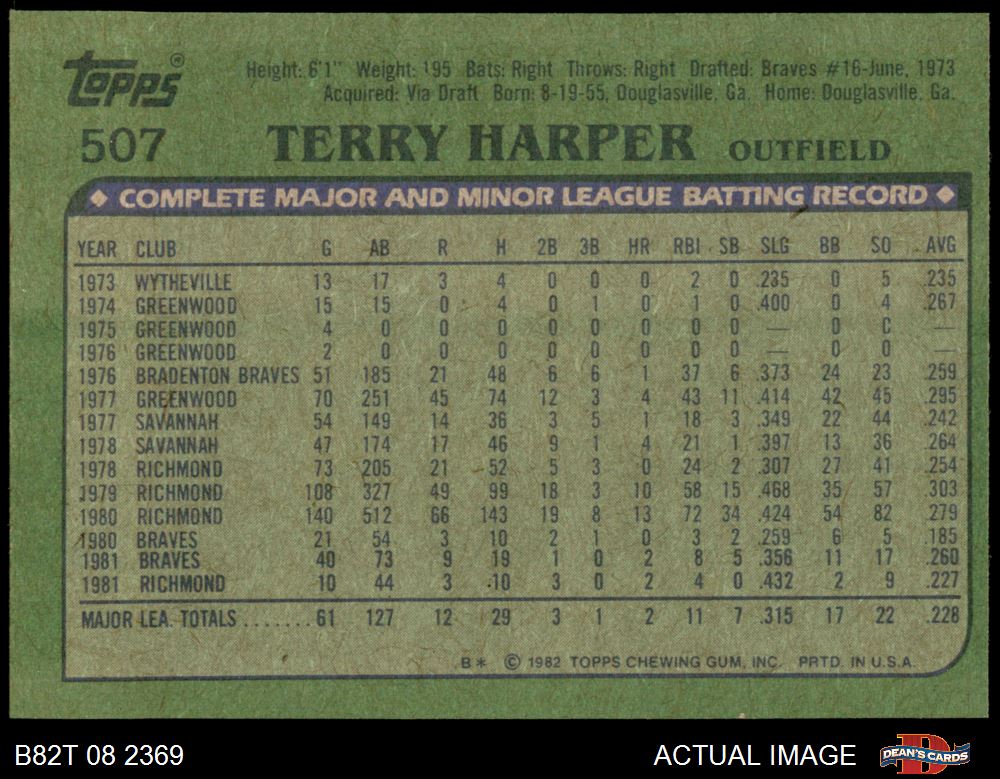 Topps®
Height: 6'1" Weight: 195 Bats: Right Throws: Right Drafted: Braves #16-June, 1973
Acquired: Via Draft Born: 8-19-55, Douglasville, Ga. Home: Douglasville, Ga.
507 TERRY HARPER OUTFIELD
◆ COMPLETE MAJOR AND MINOR LEAGUE BATTING RECORD ◆
YEAR CLUB G AB R H 2B 3B HR RBI SB SLG BB SO AVG
1973 WYTHEVILLE 13 17 3 4 0 0 0 2 0 .235 0 5 .235
1974 GREENWOOD 15 15 0 4 0 1 0 1 0 .400 0 4 .267
1975 GREENWOOD 4 0 0 0 0 0 0 0 0 — 0 0 —
1976 GREENWOOD 2 0 0 0 0 0 0 0 0 — 0 0 —
1976 BRADENTON BRAVES 51 185 21 48 6 6 1 37 6 .373 24 23 .259
1977 GREENWOOD 70 251 45 74 12 3 4 43 11 .414 42 45 .295
1977 SAVANNAH 54 149 14 36 3 5 1 18 3 .349 22 44 .242
1978 SAVANNAH 47 174 17 46 9 1 4 21 1 .397 13 36 .264
1978 RICHMOND 73 205 21 52 5 3 0 24 2 .307 27 41 .254
1979 RICHMOND 108 327 49 99 18 3 10 58 15 .468 35 57 .303
1980 RICHMOND 140 512 66 143 19 8 13 72 34 .424 54 82 .279
1980 BRAVES 21 54 3 10 2 1 0 3 2 .259 6 5 .185
1981 BRAVES 40 73 9 19 1 0 2 8 5 .356 11 17 .260
1981 RICHMOND 10 44 3 10 3 0 2 4 0 .432 2 9 .227
MAJOR LEA. TOTALS ....... 61 127 12 29 3 1 2 11 7 .315 17 22 .228
B* © 1982 TOPPS CHEWING GUM, INC. PRTD. IN U.S.A.
B82T 08 2369 ACTUAL IMAGE DEAN'S CARDS